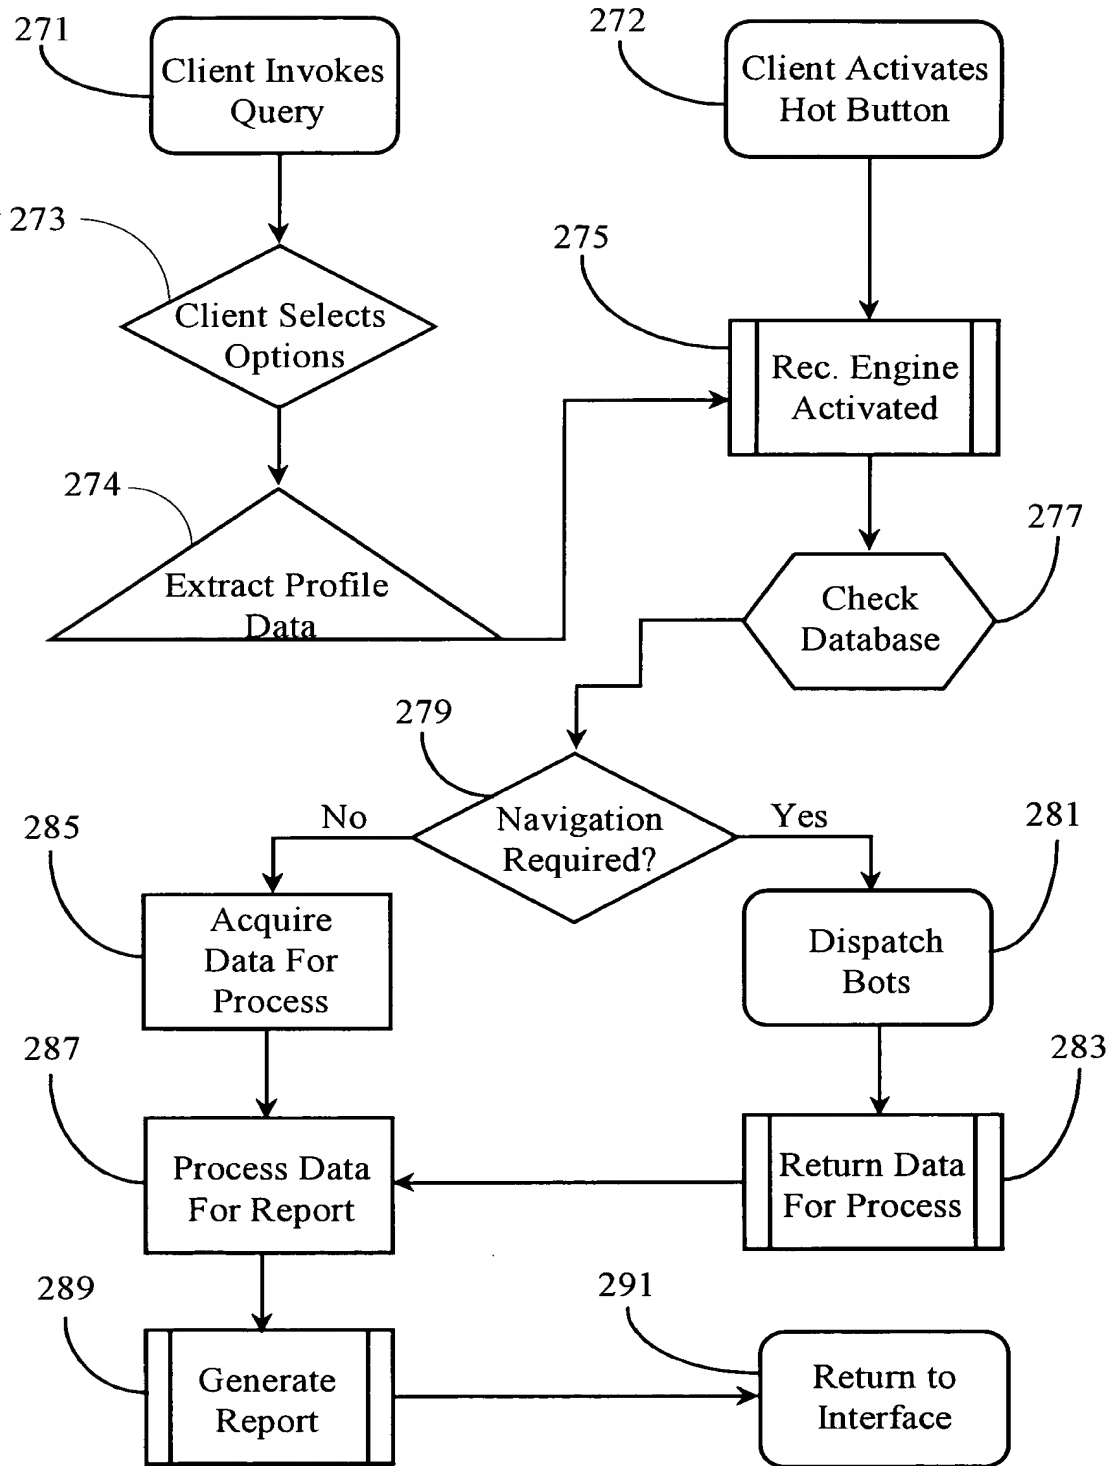 271
Client Invokes
Query
272
Client Activates
Hot Button
273
Client Selects
Options
275
Rec. Engine
Activated
274
Extract Profile
Data
277
Check
Database
279
Navigation
Required?
No
Yes
285
Acquire
Data For
Process
281
Dispatch
Bots
287
Process Data
For Report
283
Return Data
For Process
289
Generate
Report
291
Return to
Interface